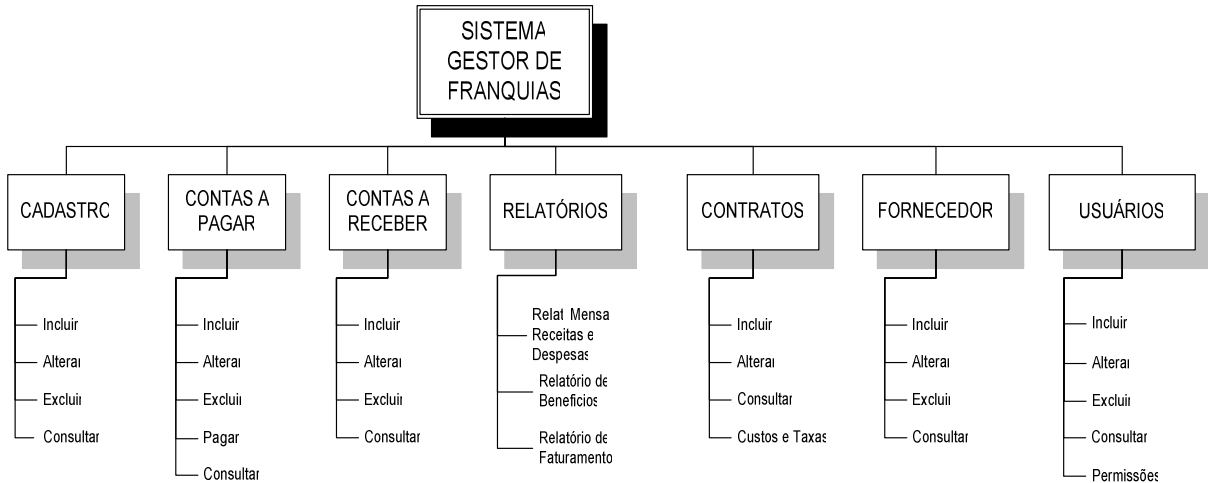 SISTEMA
GESTOR DE
FRANQUIAS
CADASTRO
CONTAS A
PAGAR
CONTAS A
RECEBER
RELATÓRIOS
CONTRATOS
FORNECEDOR
USUÁRIOS
Incluir
Alterar
Excluir
Consultar
Incluir
Alterar
Excluir
Pagar
Consultar
Incluir
Alterar
Excluir
Consultar
Relat Mensa
Receitas e
Despesas
Relatório de
Beneficios
Relatório de
Faturamento
Incluir
Alterar
Consultar
Custos e Taxas
Incluir
Alterar
Excluir
Consultar
Incluir
Alterar
Excluir
Consultar
Permissões